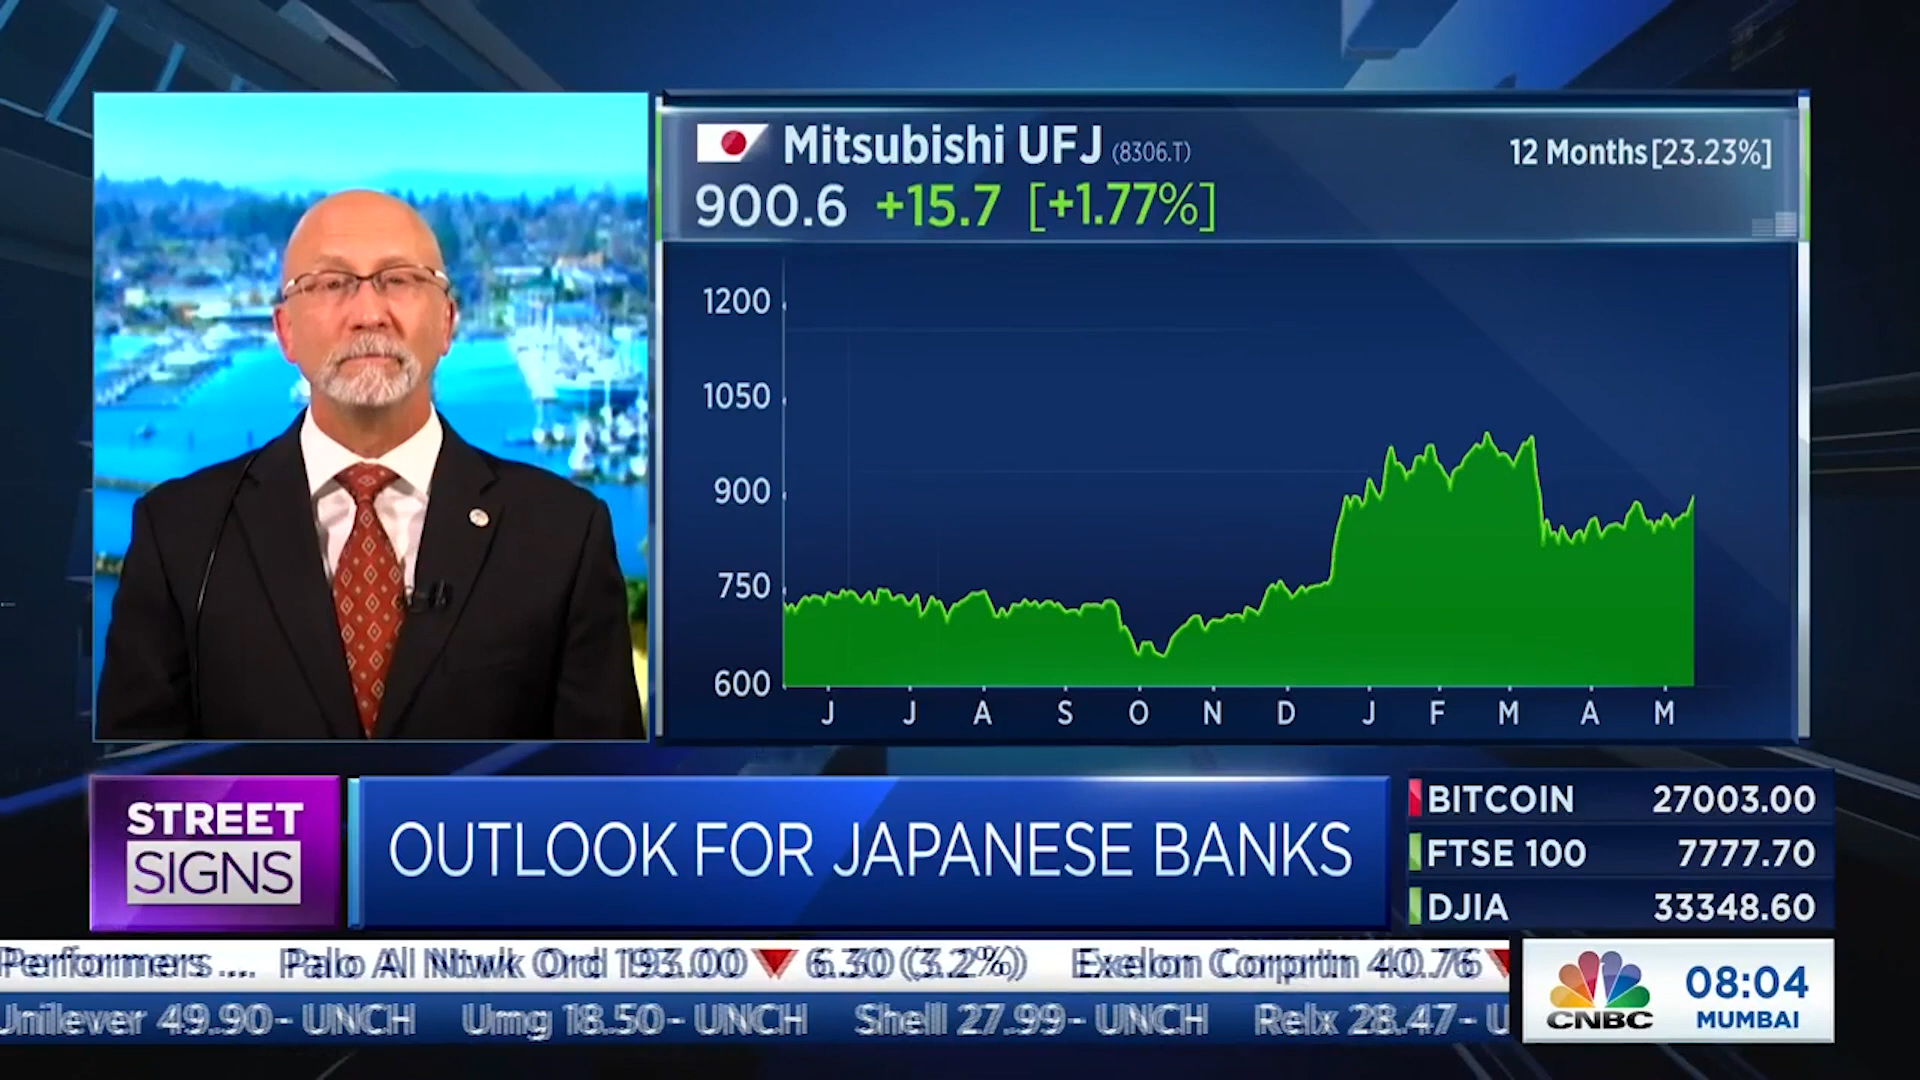 Mitsubishi UFJ (8306.T)
12 Months [23.23%]
900.6 +15.7 [+1.77%]
1200
1050
900
750
600
J J A S O N D J F M A M
STREET
SIGNS
OUTLOOK FOR JAPANESE BANKS
BITCOIN 27003.00
FTSE 100 7777.70
DJIA 33348.60
Performers ... Palo Al Ntwk Ord 193.00 ▼ 6.30 (3.2%) Exelon Corprtn 40.76 ▼
Unilever 49.90 - UNCH Umg 18.50 - UNCH Shell 27.99 - UNCH Relx 28.47 - U
CNBC
08:04
MUMBAI